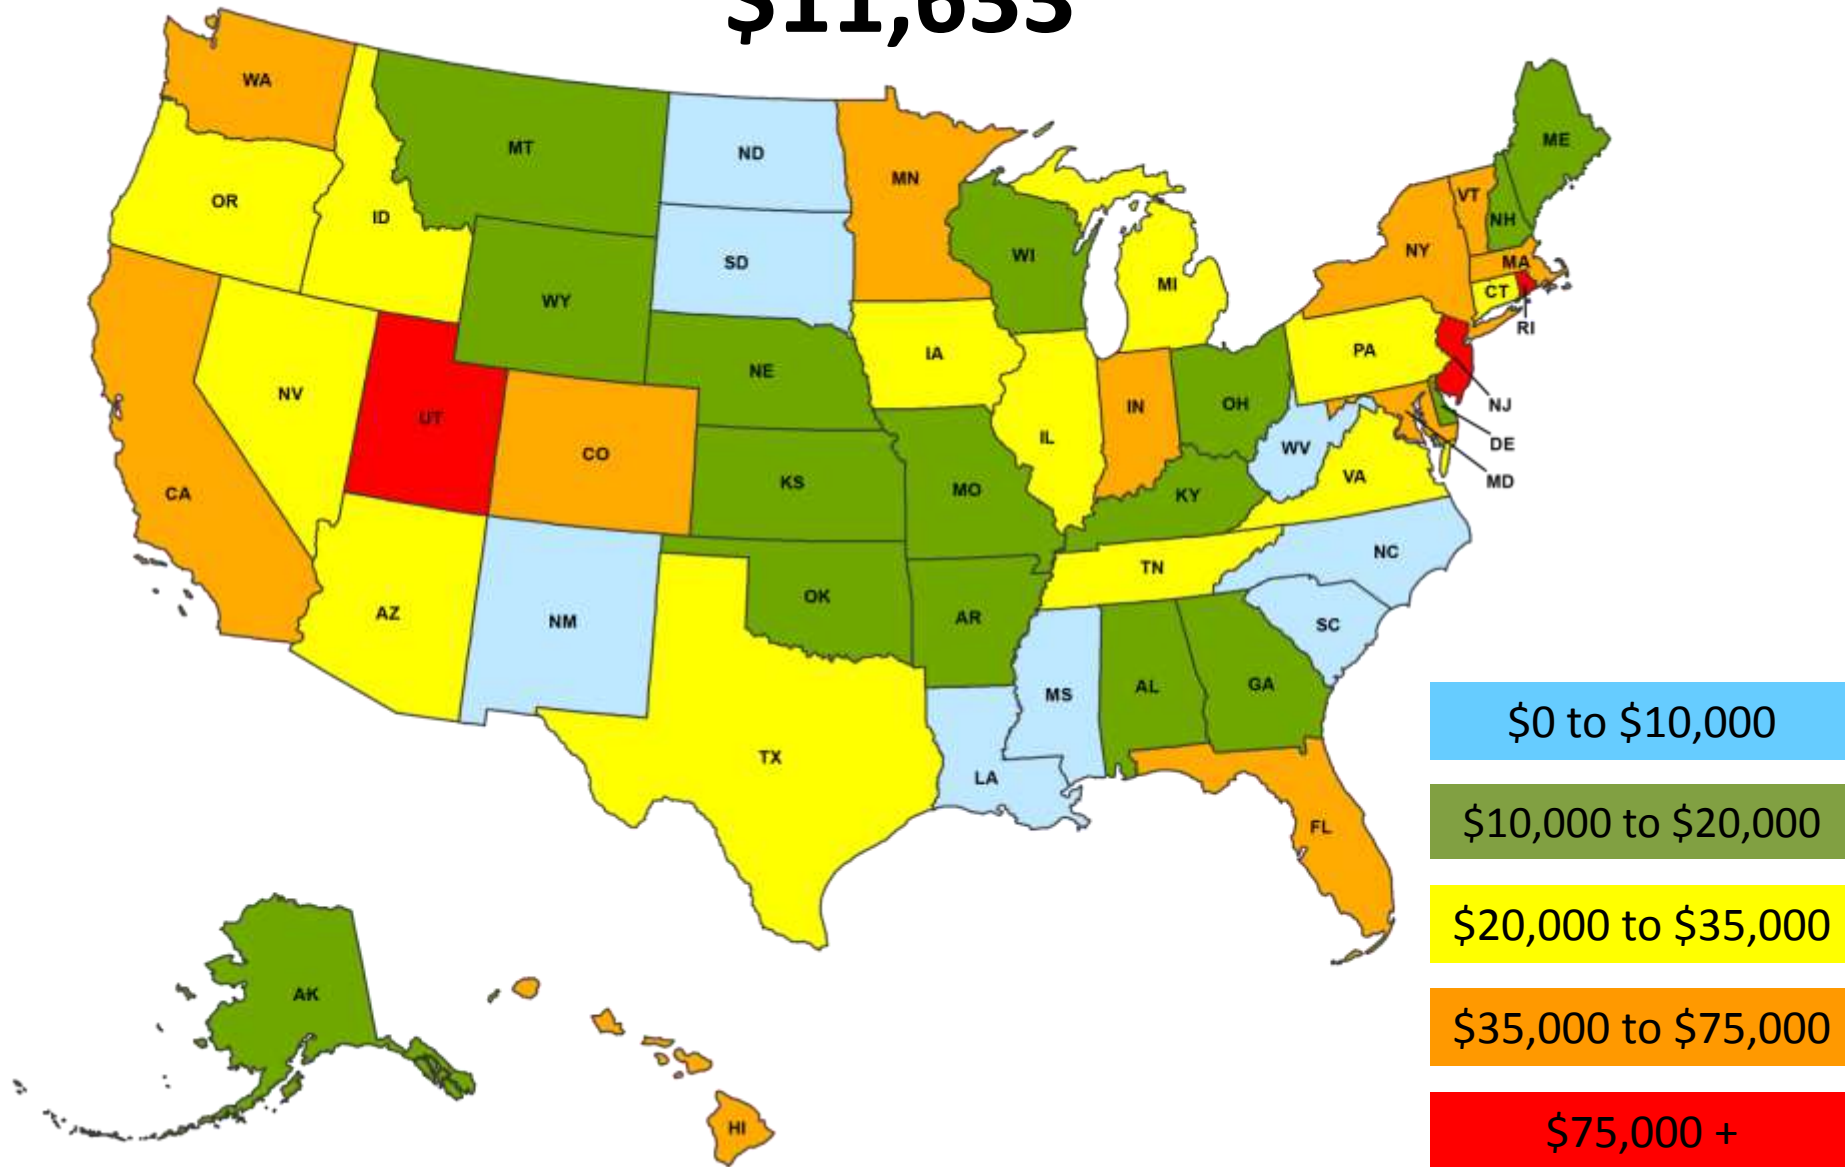 $11,633
WA
MT
ND
MN
ME
OR
ID
SD
WI
MI
NY
VT
NH
MA
CT
RI
WY
IA
PA
NE
NV
UT
CO
IL
IN
OH
NJ
DE
MD
WV
VA
CA
KS
MO
KY
NC
TN
AZ
NM
OK
AR
SC
MS
AL
GA
TX
LA
FL
AK
HI
$0 to $10,000
$10,000 to $20,000
$20,000 to $35,000
$35,000 to $75,000
$75,000 +